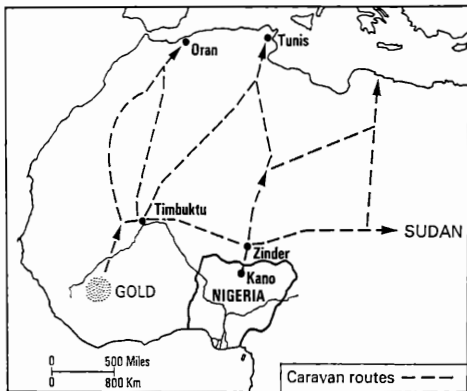 Oran
Tunis
Timbuktu
SUDAN
Zinder
Kano
GOLD
NIGERIA
0 500 Miles
0 800 Km
Caravan routes